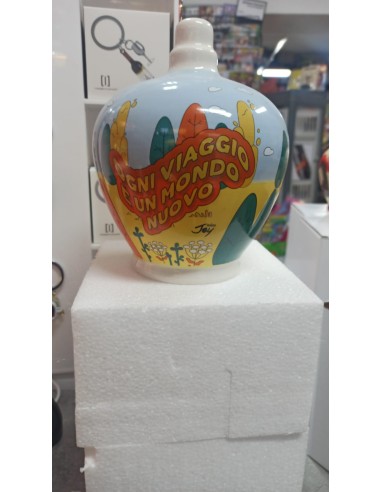 OGNI VIAGGIO
È UN MONDO
NUOVO
Joy
[I]
[I]